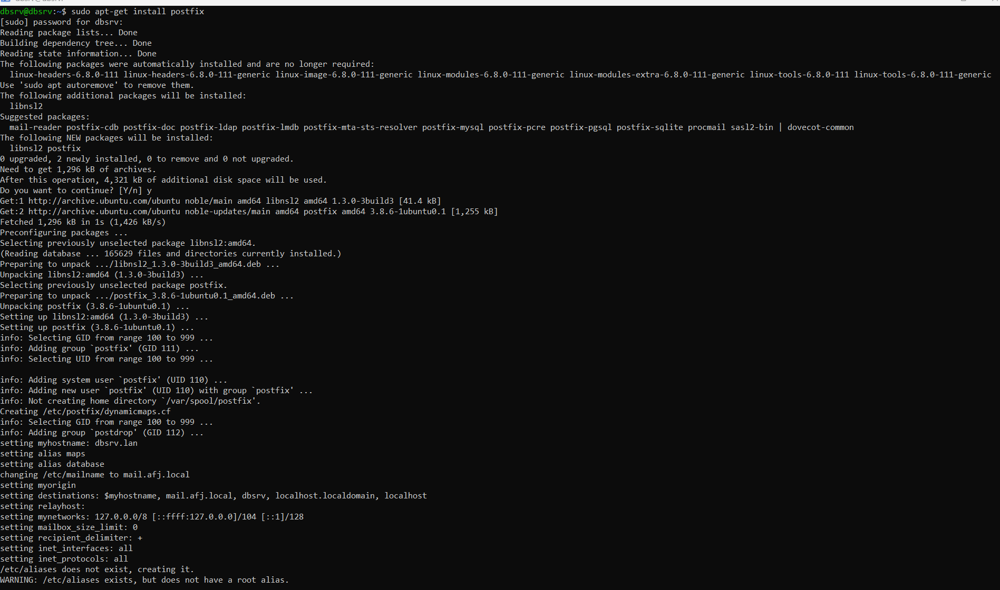 dbsrv@dbsrv:~$ sudo apt-get install postfix
[sudo] password for dbsrv:
Reading package lists... Done
Building dependency tree... Done
Reading state information... Done
The following packages were automatically installed and are no longer required:
  linux-headers-6.8.0-111 linux-headers-6.8.0-111-generic linux-image-6.8.0-111-generic linux-modules-6.8.0-111-generic linux-modules-extra-6.8.0-111-generic linux-tools-6.8.0-111 linux-tools-6.8.0-111-generic
Use 'sudo apt autoremove' to remove them.
The following additional packages will be installed:
  libnsl2
Suggested packages:
  mail-reader postfix-cdb postfix-doc postfix-ldap postfix-lmdb postfix-mta-sts-resolver postfix-mysql postfix-pcre postfix-pgsql postfix-sqlite procmail sasl2-bin | dovecot-common
The following NEW packages will be installed:
  libnsl2 postfix
0 upgraded, 2 newly installed, 0 to remove and 0 not upgraded.
Need to get 1,296 kB of archives.
After this operation, 4,321 kB of additional disk space will be used.
Do you want to continue? [Y/n] y
Get:1 http://archive.ubuntu.com/ubuntu noble/main amd64 libnsl2 amd64 1.3.0-3build3 [41.4 kB]
Get:2 http://archive.ubuntu.com/ubuntu noble-updates/main amd64 postfix amd64 3.8.6-1ubuntu0.1 [1,255 kB]
Fetched 1,296 kB in 1s (1,426 kB/s)
Preconfiguring packages ...
Selecting previously unselected package libnsl2:amd64.
(Reading database ... 165629 files and directories currently installed.)
Preparing to unpack .../libnsl2_1.3.0-3build3_amd64.deb ...
Unpacking libnsl2:amd64 (1.3.0-3build3) ...
Selecting previously unselected package postfix.
Preparing to unpack .../postfix_3.8.6-1ubuntu0.1_amd64.deb ...
Unpacking postfix (3.8.6-1ubuntu0.1) ...
Setting up libnsl2:amd64 (1.3.0-3build3) ...
Setting up postfix (3.8.6-1ubuntu0.1) ...
info: Selecting GID from range 100 to 999 ...
info: Adding group `postfix' (GID 111) ...
info: Selecting UID from range 100 to 999 ...

info: Adding system user `postfix' (UID 110) ...
info: Adding new user `postfix' (UID 110) with group `postfix' ...
info: Not creating home directory `/var/spool/postfix'.
Creating /etc/postfix/dynamicmaps.cf
info: Selecting GID from range 100 to 999 ...
info: Adding group `postdrop' (GID 112) ...
setting myhostname: dbsrv.lan
setting alias maps
setting alias database
changing /etc/mailname to mail.afj.local
setting myorigin
setting destinations: $myhostname, mail.afj.local, dbsrv, localhost.localdomain, localhost
setting relayhost:
setting mynetworks: 127.0.0.0/8 [::ffff:127.0.0.0]/104 [::1]/128
setting mailbox_size_limit: 0
setting recipient_delimiter: +
setting inet_interfaces: all
setting inet_protocols: all
/etc/aliases does not exist, creating it.
WARNING: /etc/aliases exists, but does not have a root alias.